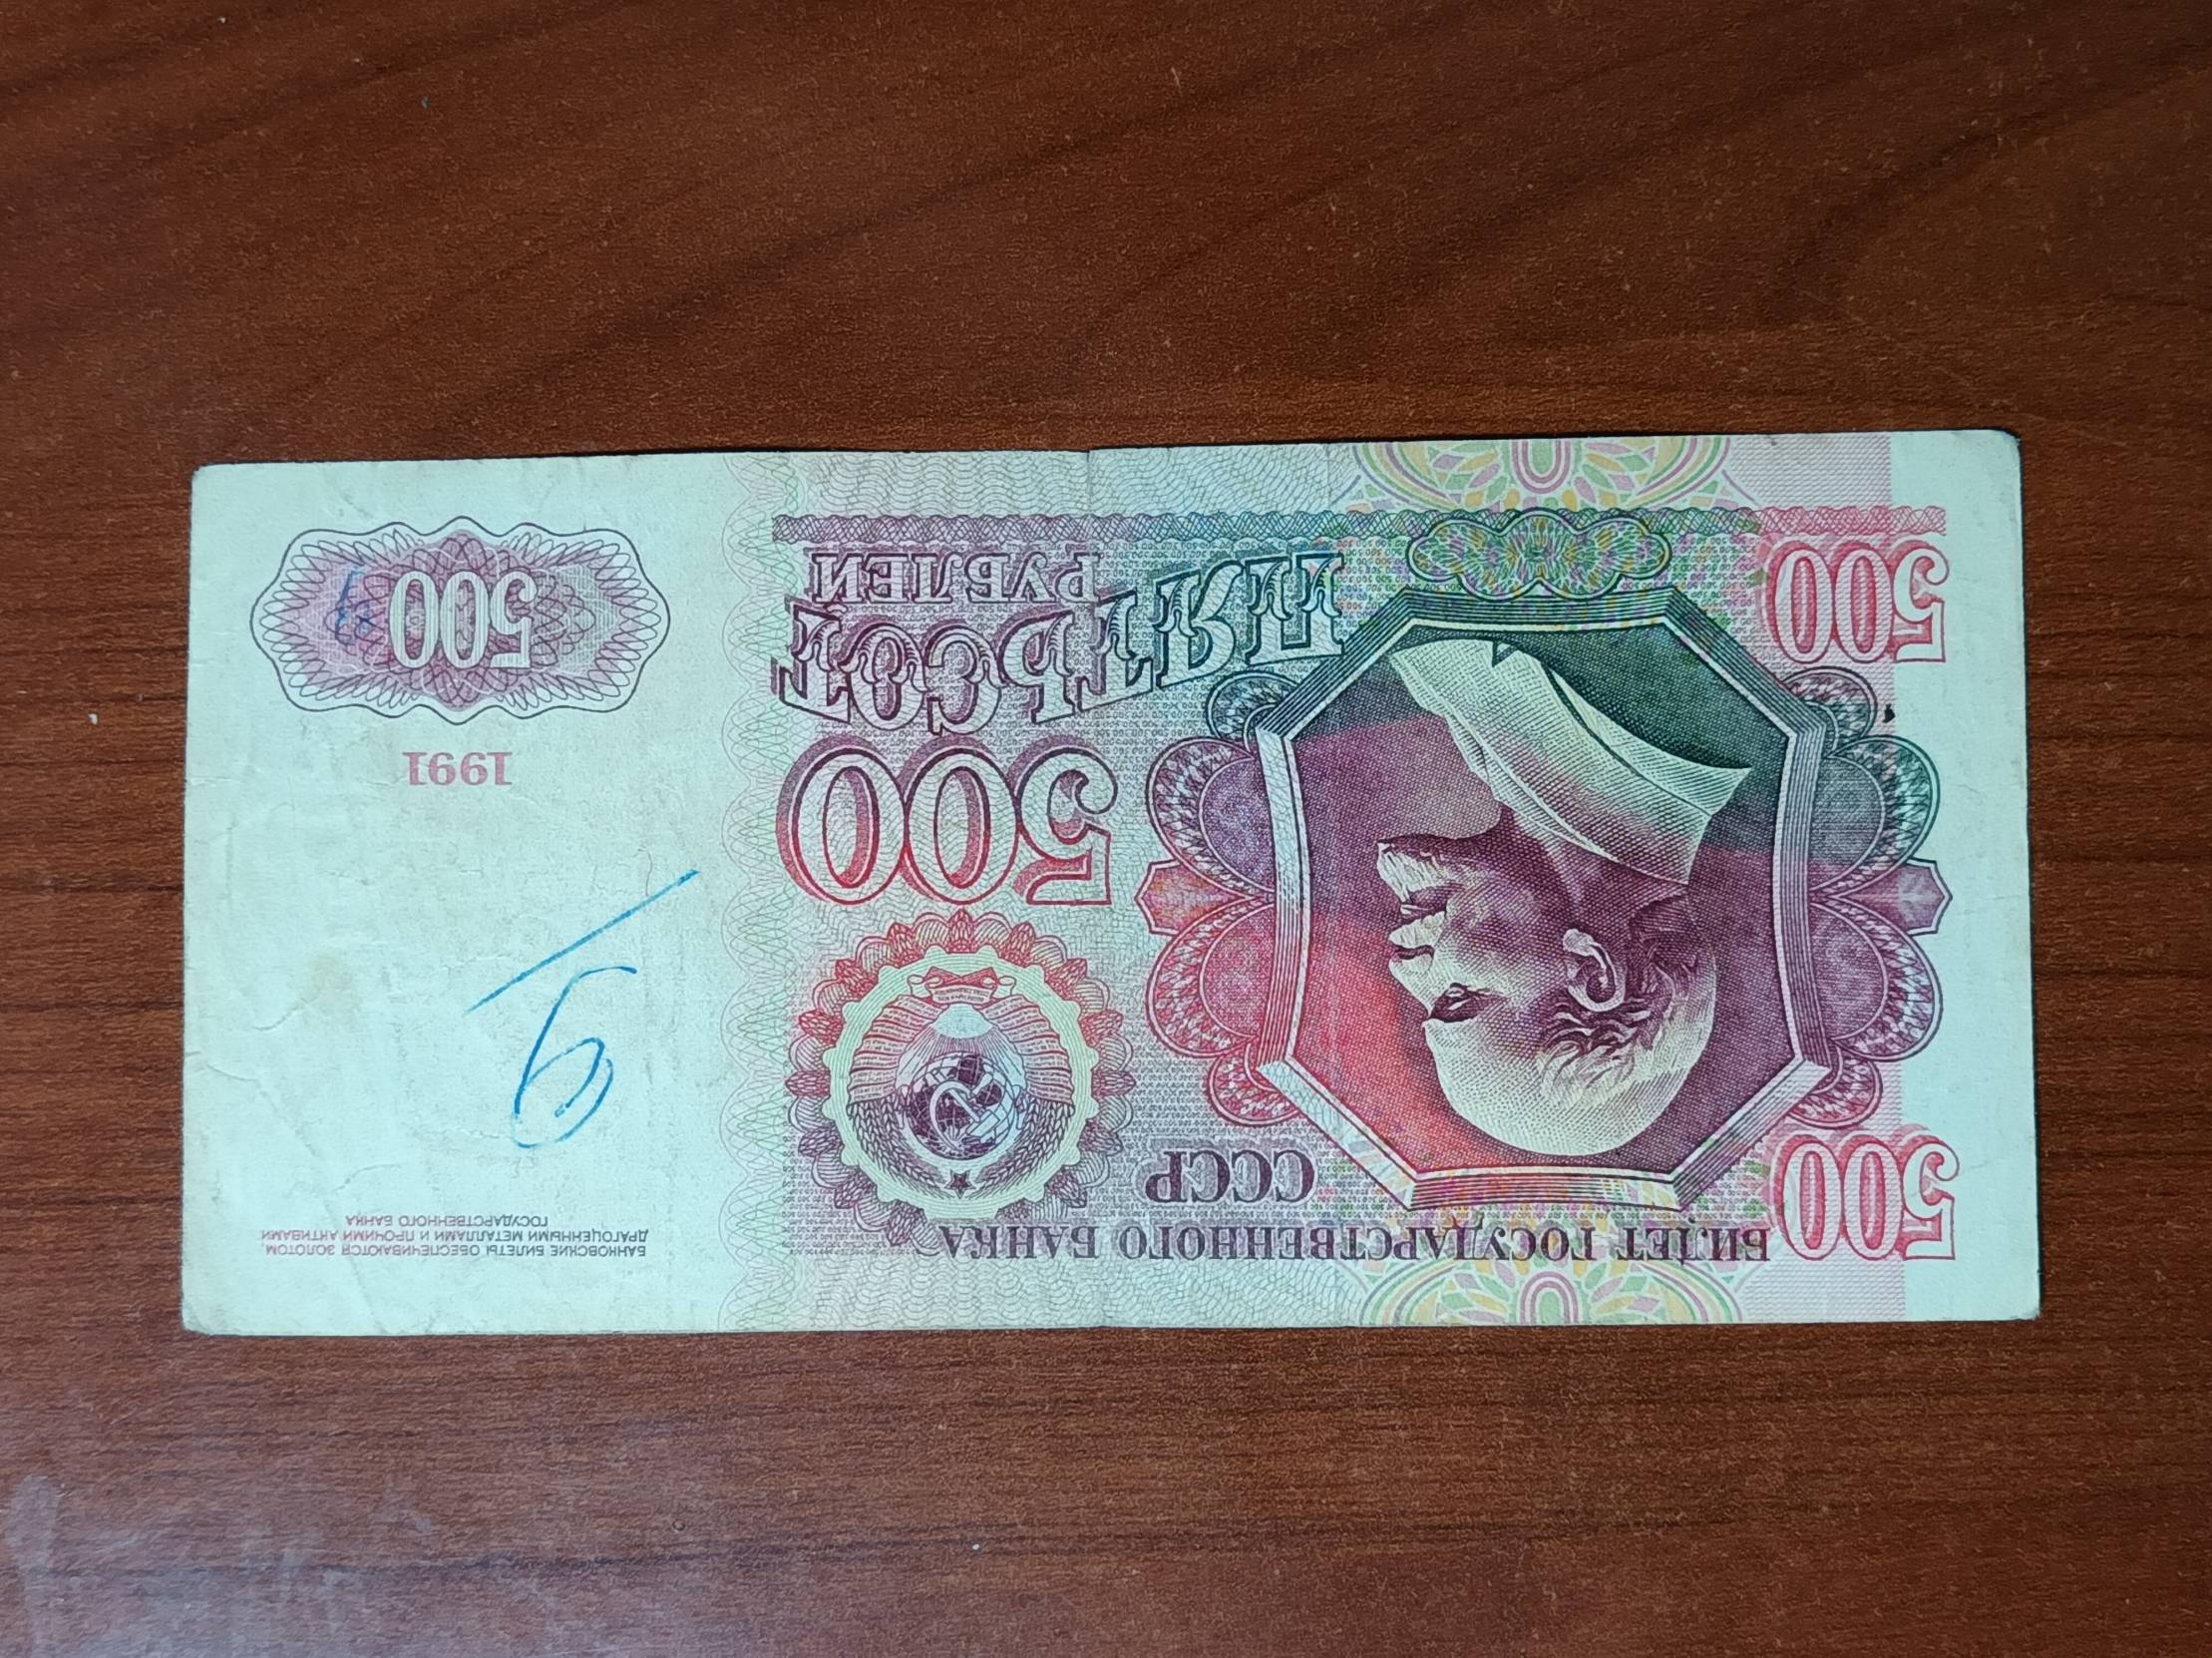 500
БИЛЕТ ГОСУДАРСТВЕННОГО БАНКА
СССР
БАНКОВСКИЕ БИЛЕТЫ ОБЕСПЕЧИВАЮТСЯ ЗОЛОТОМ,
ДРАГОЦЕННЫМИ МЕТАЛЛАМИ И ПРОЧИМИ АКТИВАМИ
ГОСУДАРСТВЕННОГО БАНКА
500
ПЯТЬСОТ
РУБЛЕЙ
1991
500
500